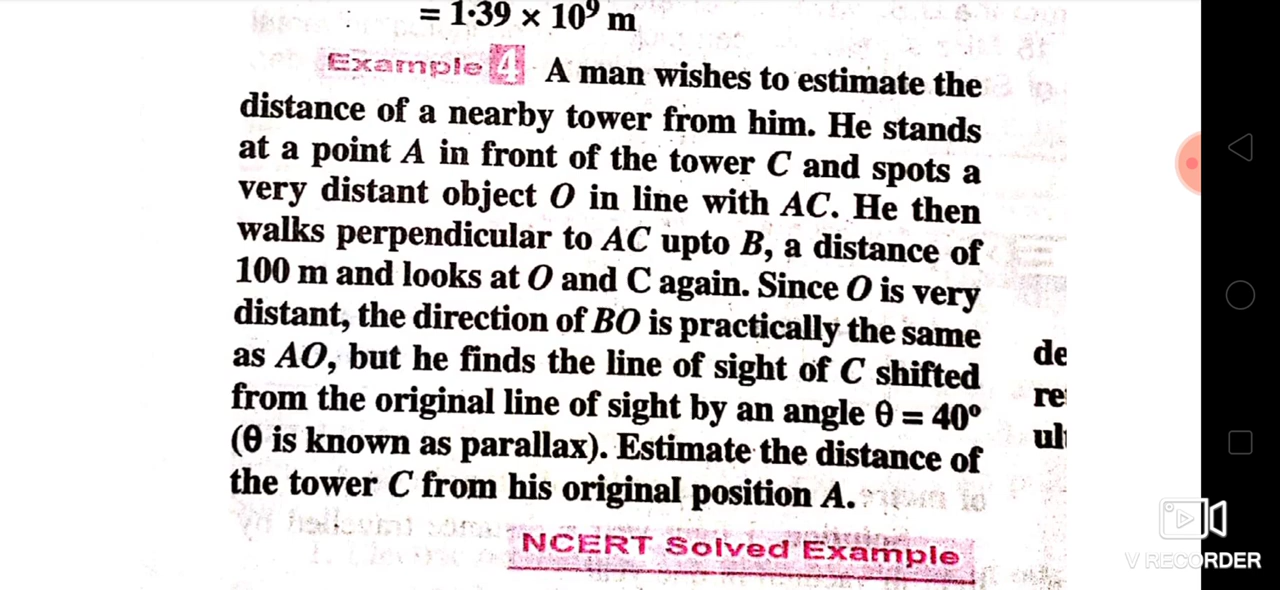 = 1·39 × 10⁹ m
Example 4 A man wishes to estimate the
distance of a nearby tower from him. He stands
at a point A in front of the tower C and spots a
very distant object O in line with AC. He then
walks perpendicular to AC upto B, a distance of
100 m and looks at O and C again. Since O is very
distant, the direction of BO is practically the same
as AO, but he finds the line of sight of C shifted
from the original line of sight by an angle θ = 40º
(θ is known as parallax). Estimate the distance of
the tower C from his original position A.
NCERT Solved Example
de
re
ul
V RECORDER